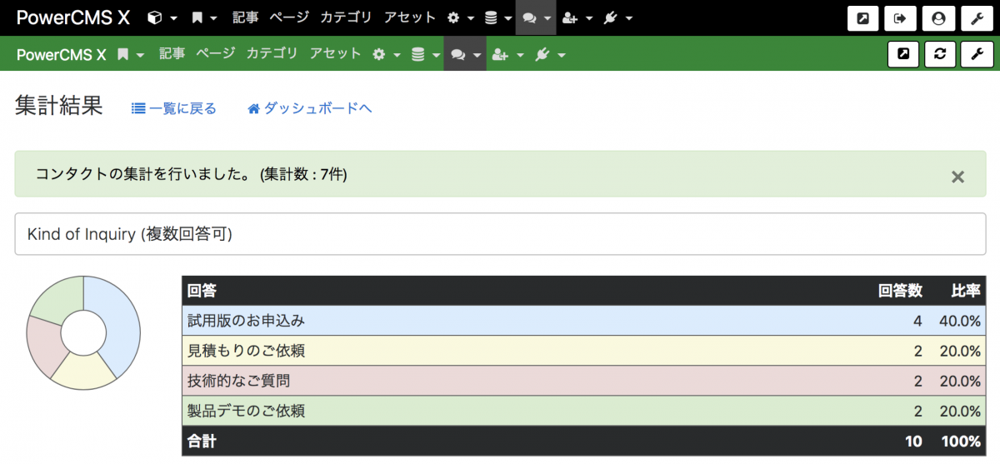 PowerCMS X 記事 ページ カテゴリ アセット
PowerCMS X 記事 ページ カテゴリ アセット
集計結果 一覧に戻る ダッシュボードへ
コンタクトの集計を行いました。 (集計数 : 7件) ×
Kind of Inquiry (複数回答可)
回答 回答数 比率
試用版のお申込み 4 40.0%
見積もりのご依頼 2 20.0%
技術的なご質問 2 20.0%
製品デモのご依頼 2 20.0%
合計 10 100%